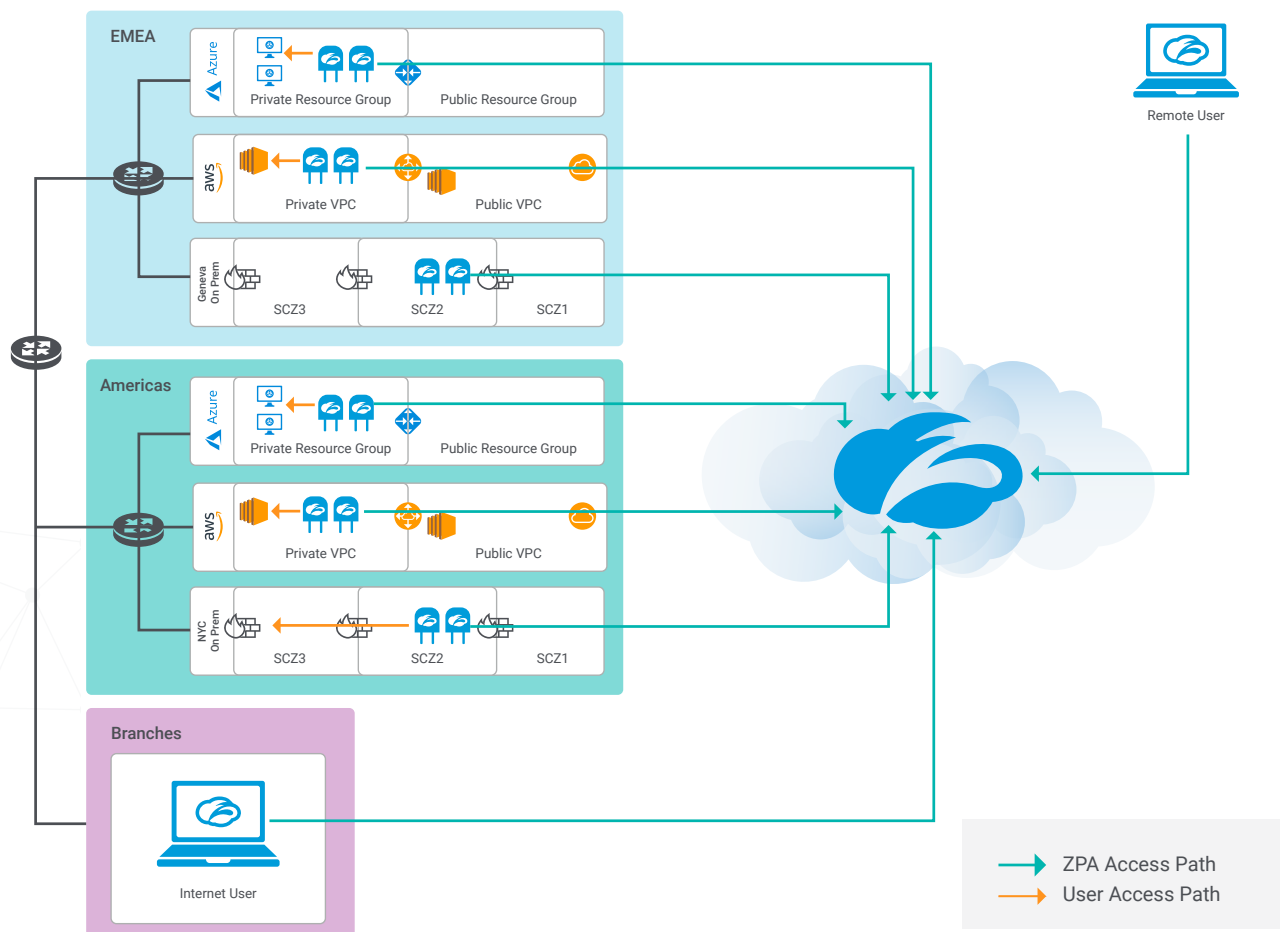 EMEA
Azure
Private Resource Group
Public Resource Group
aws
Private VPC
Public VPC
Geneva
On Prem
SCZ3
SCZ2
SCZ1
Remote User
Americas
Azure
Private Resource Group
Public Resource Group
aws
Private VPC
Public VPC
NYC
On Prem
SCZ3
SCZ2
SCZ1
Branches
Internet User
ZPA Access Path
User Access Path